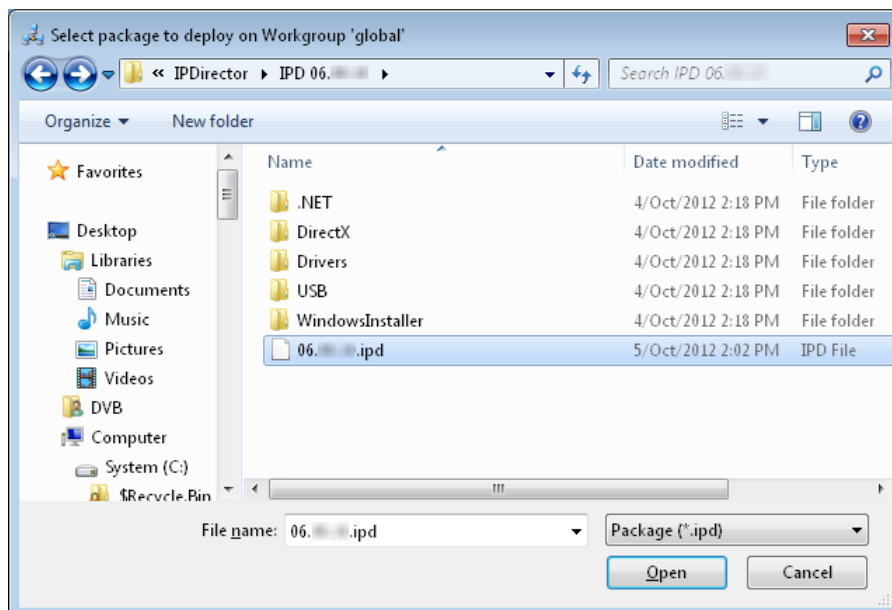 Select package to deploy on Workgroup 'global'
« IPDirector ▸ IPD 06. ▸
Search IPD 06.
Organize ▾ New folder
Favorites
Desktop
Libraries
Documents
Music
Pictures
Videos
DVB
Computer
System (C:)
$Recycle.Bin
Name Date modified Type
.NET 4/Oct/2012 2:18 PM File folder
DirectX 4/Oct/2012 2:18 PM File folder
Drivers 4/Oct/2012 2:18 PM File folder
USB 4/Oct/2012 2:18 PM File folder
WindowsInstaller 4/Oct/2012 2:18 PM File folder
06. .ipd 5/Oct/2012 2:02 PM IPD File
File name: 06. .ipd Package (*.ipd)
Open Cancel